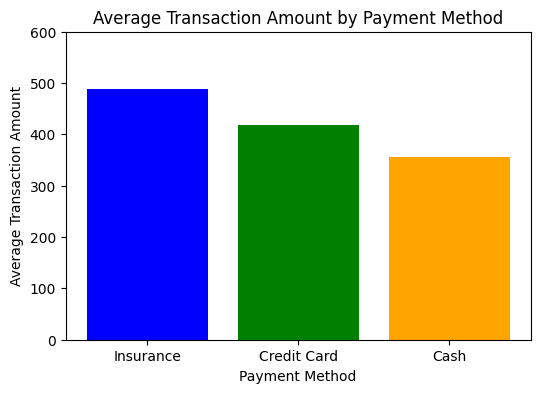 Average Transaction Amount by Payment Method
600
500
400
300
200
100
0
Average Transaction Amount
Insurance Credit Card Cash
Payment Method